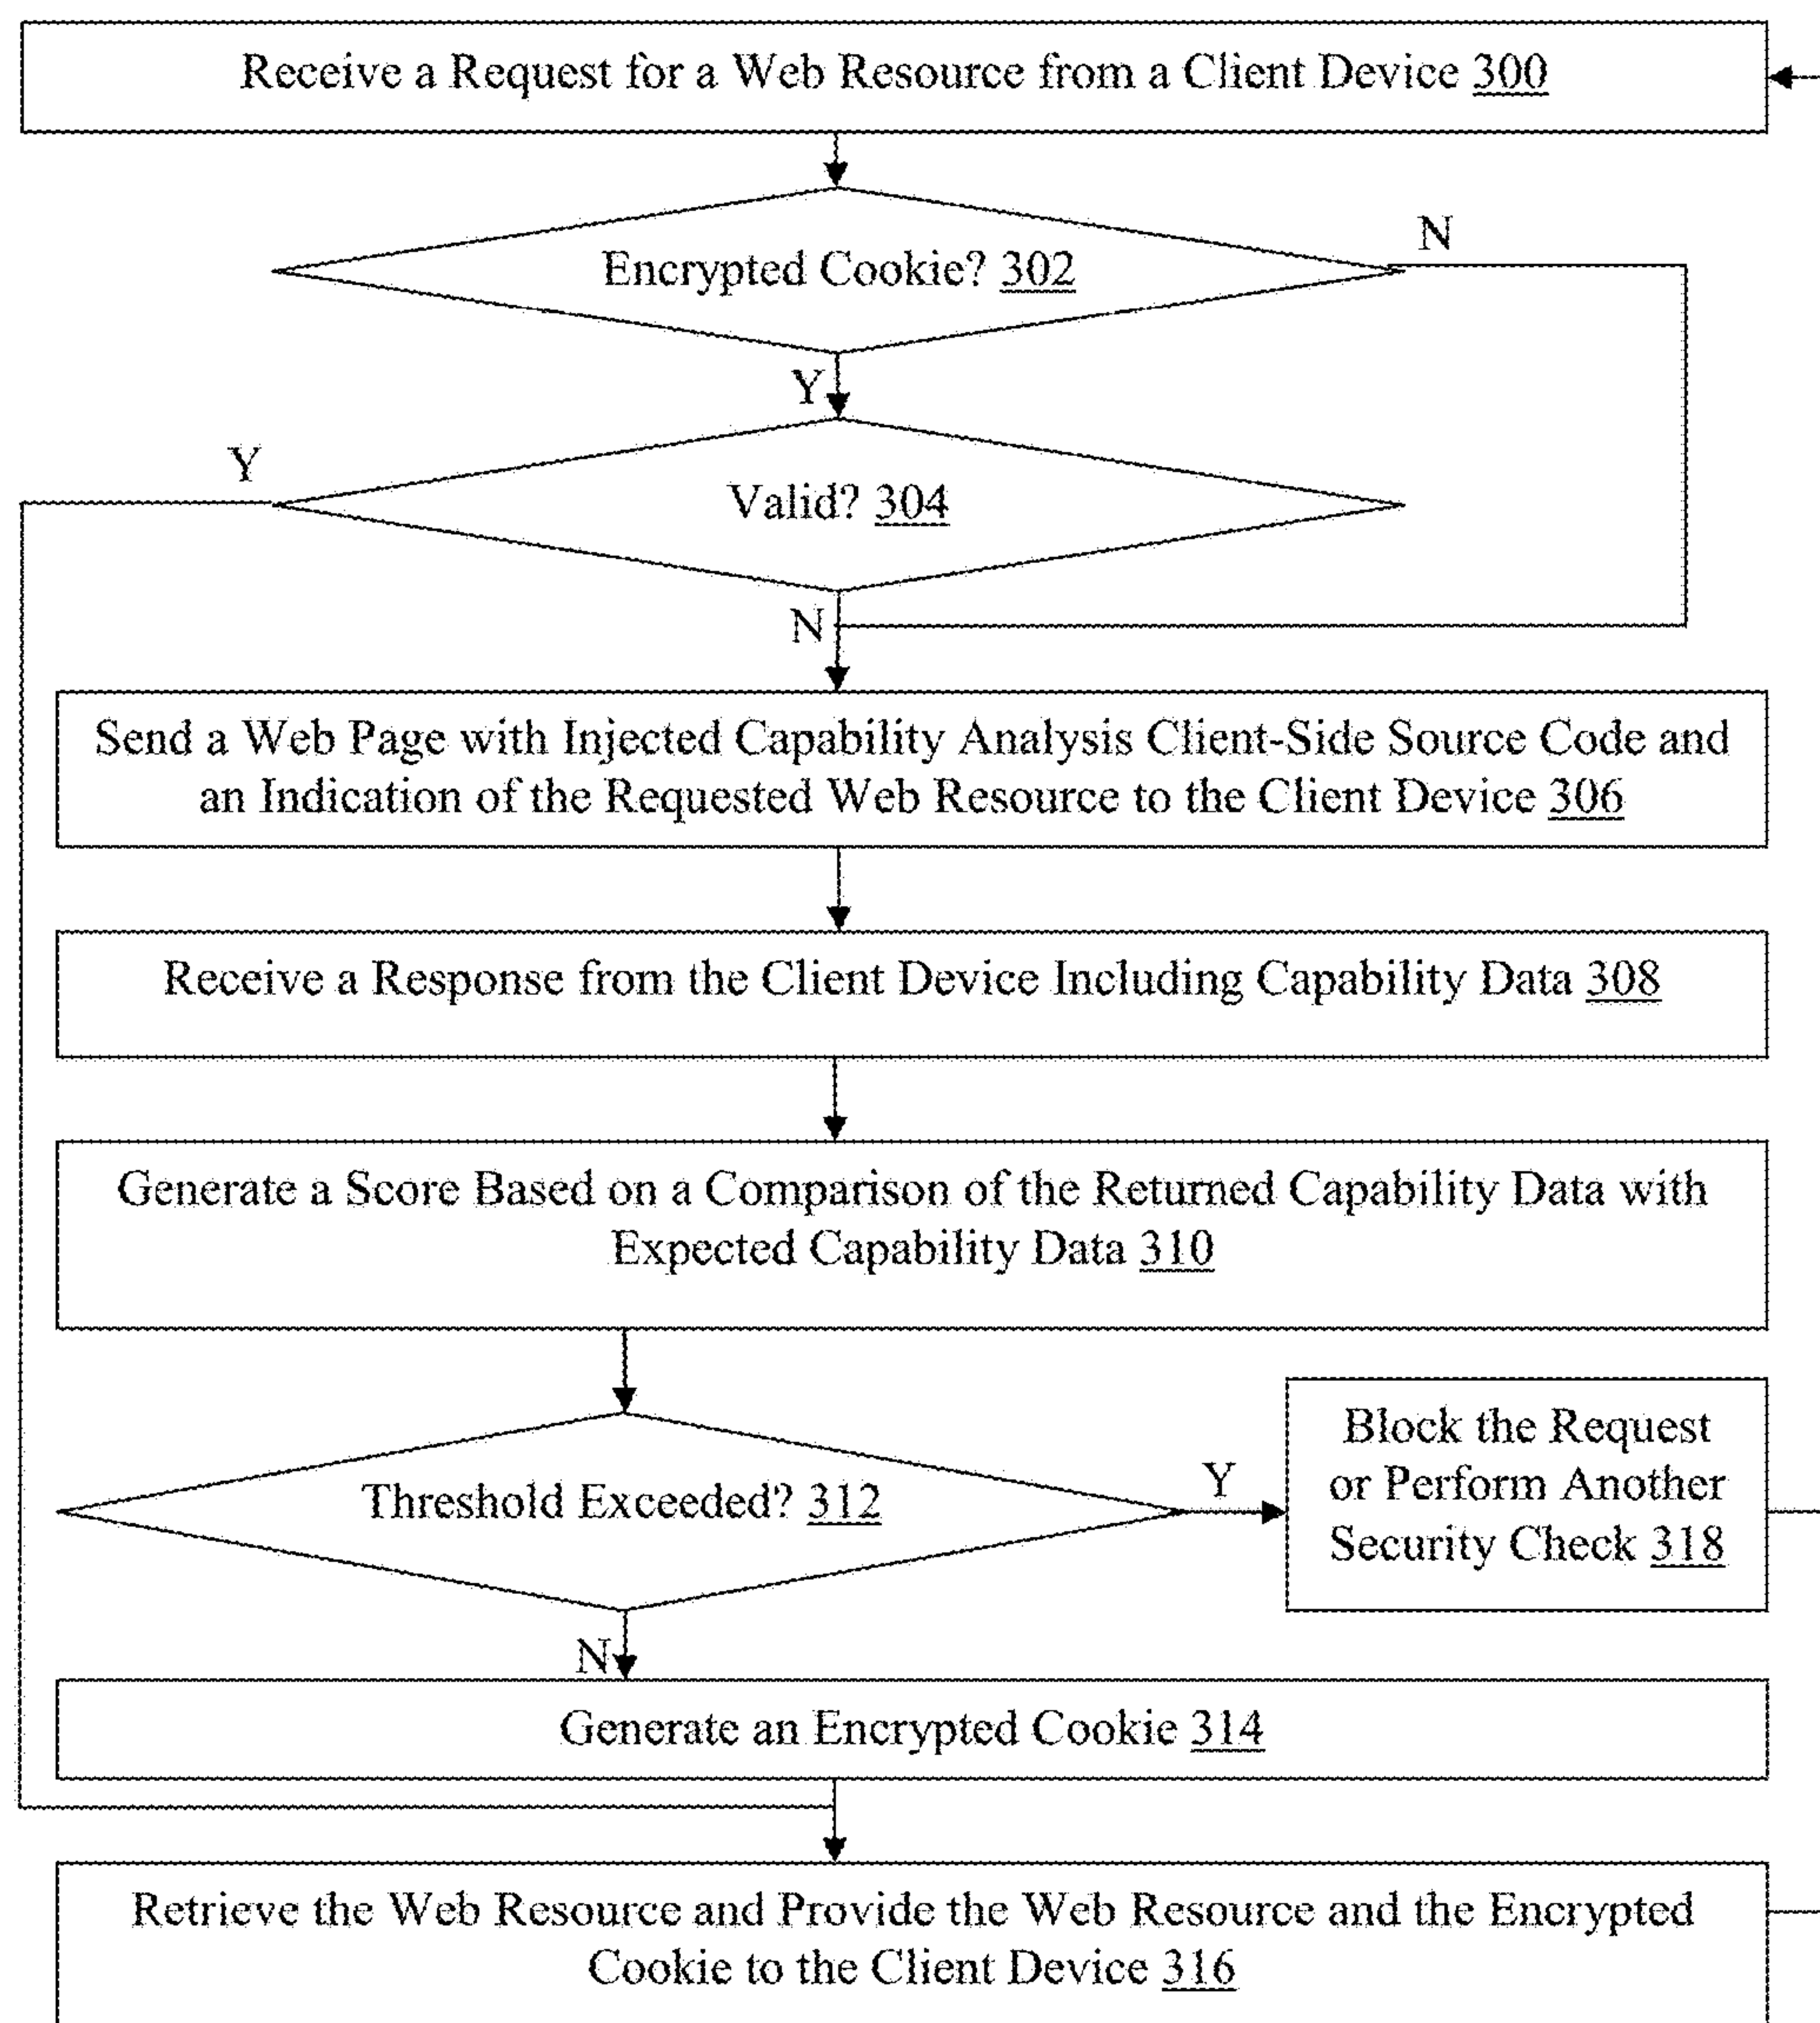 Receive a Request for a Web Resource from a Client Device 300
N
Encrypted Cookie? 302
Y
Y
Valid? 304
N
Send a Web Page with Injected Capability Analysis Client-Side Source Code and
an Indication of the Requested Web Resource to the Client Device 306
Receive a Response from the Client Device Including Capability Data 308
Generate a Score Based on a Comparison of the Returned Capability Data with
Expected Capability Data 310
Threshold Exceeded? 312
Y
Block the Request
or Perform Another
Security Check 318
N
Generate an Encrypted Cookie 314
Retrieve the Web Resource and Provide the Web Resource and the Encrypted
Cookie to the Client Device 316